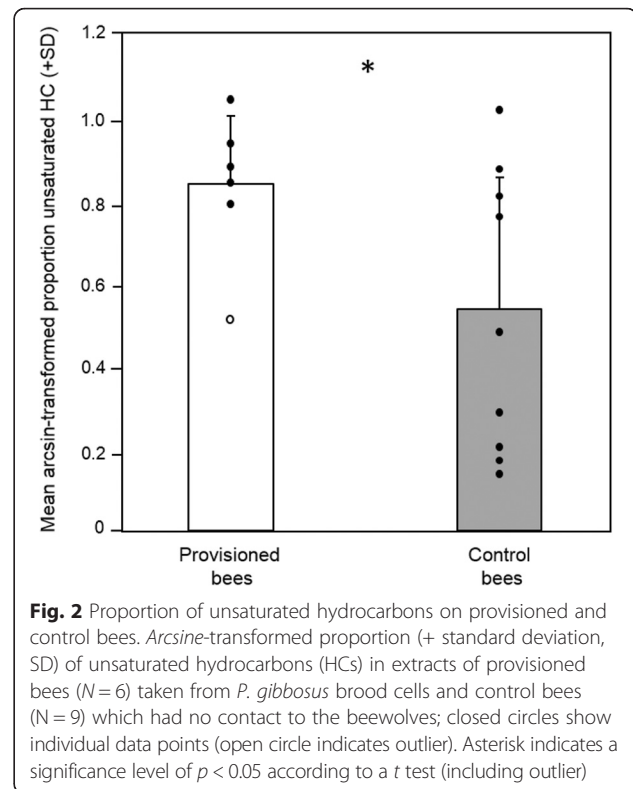 Mean arcsin-transformed proportion unsaturated HC (+SD)
1.2
1.0
0.8
0.6
0.4
0.2
0
*
Provisioned
bees
Control
bees
Fig. 2 Proportion of unsaturated hydrocarbons on provisioned and
control bees. Arcsine-transformed proportion (+ standard deviation,
SD) of unsaturated hydrocarbons (HCs) in extracts of provisioned
bees (N = 6) taken from P. gibbosus brood cells and control bees
(N = 9) which had no contact to the beewolves; closed circles show
individual data points (open circle indicates outlier). Asterisk indicates a
significance level of p < 0.05 according to a t test (including outlier)